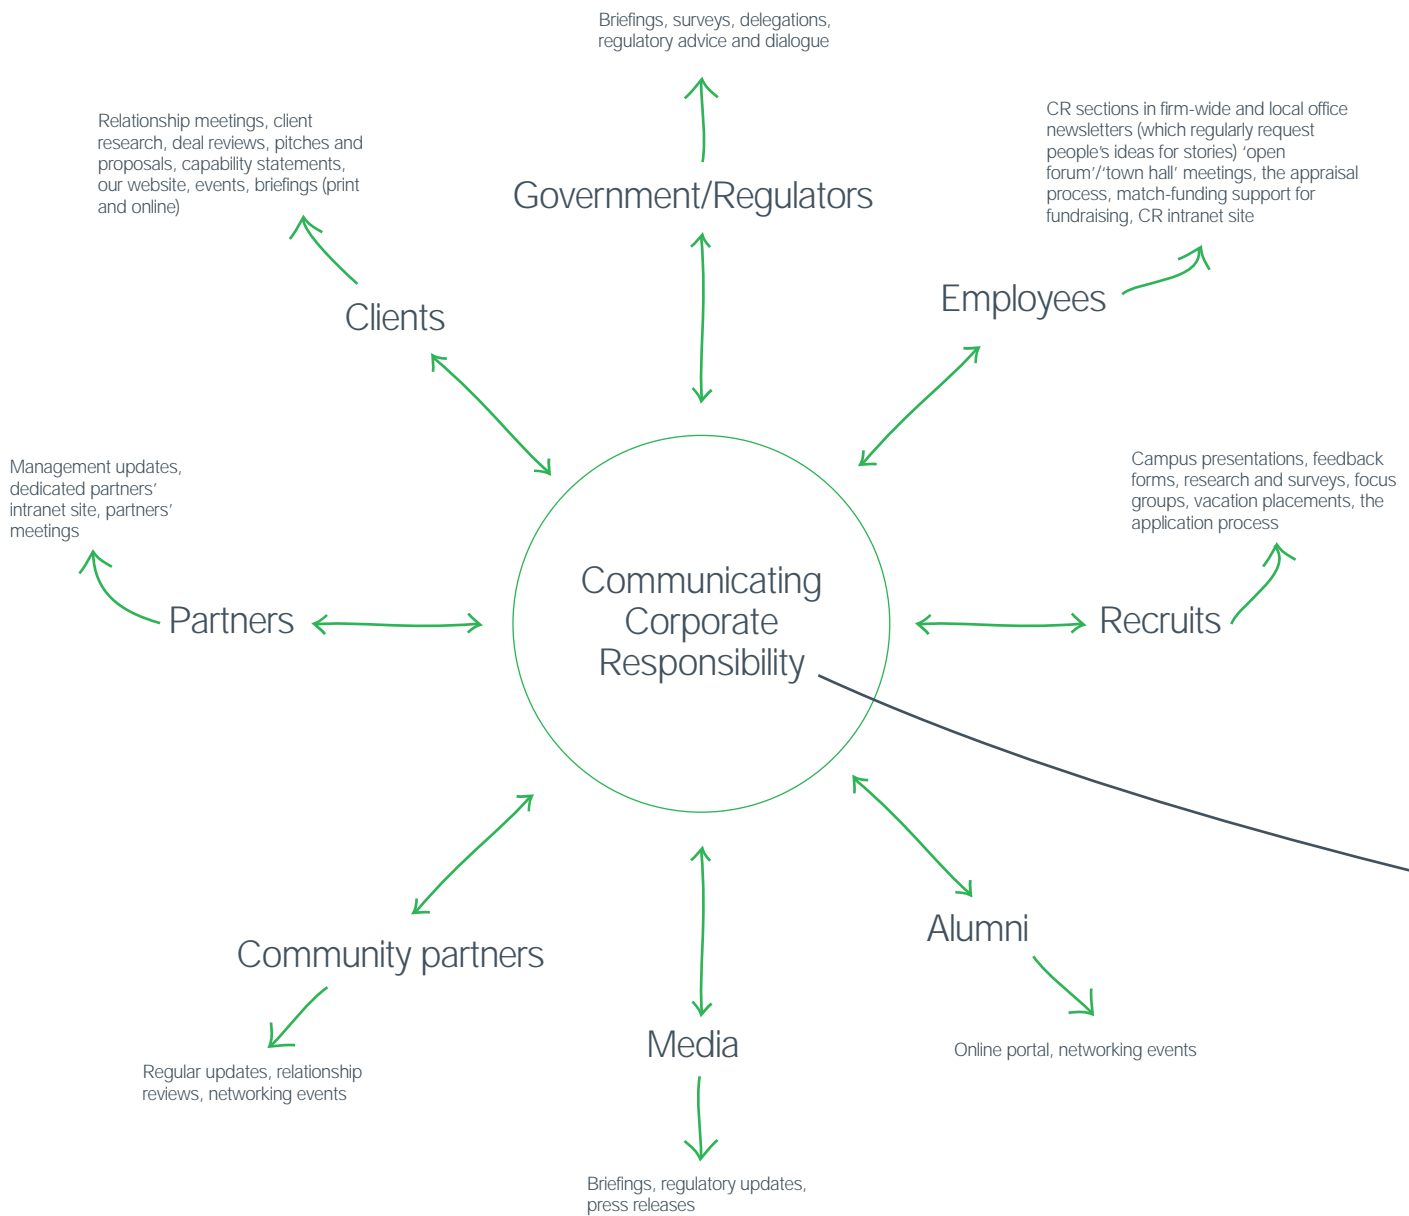 Briefings, surveys, delegations,
regulatory advice and dialogue
Government/Regulators
CR sections in firm-wide and local office
newsletters (which regularly request
people's ideas for stories) ‘open
forum’/‘town hall’ meetings, the appraisal
process, match-funding support for
fundraising, CR intranet site
Employees
Relationship meetings, client
research, deal reviews, pitches and
proposals, capability statements,
our website, events, briefings (print
and online)
Clients
Management updates,
dedicated partners’
intranet site, partners’
meetings
Partners
Communicating
Corporate
Responsibility
Campus presentations, feedback
forms, research and surveys, focus
groups, vacation placements, the
application process
Recruits
Community partners
Regular updates, relationship
reviews, networking events
Media
Briefings, regulatory updates,
press releases
Alumni
Online portal, networking events